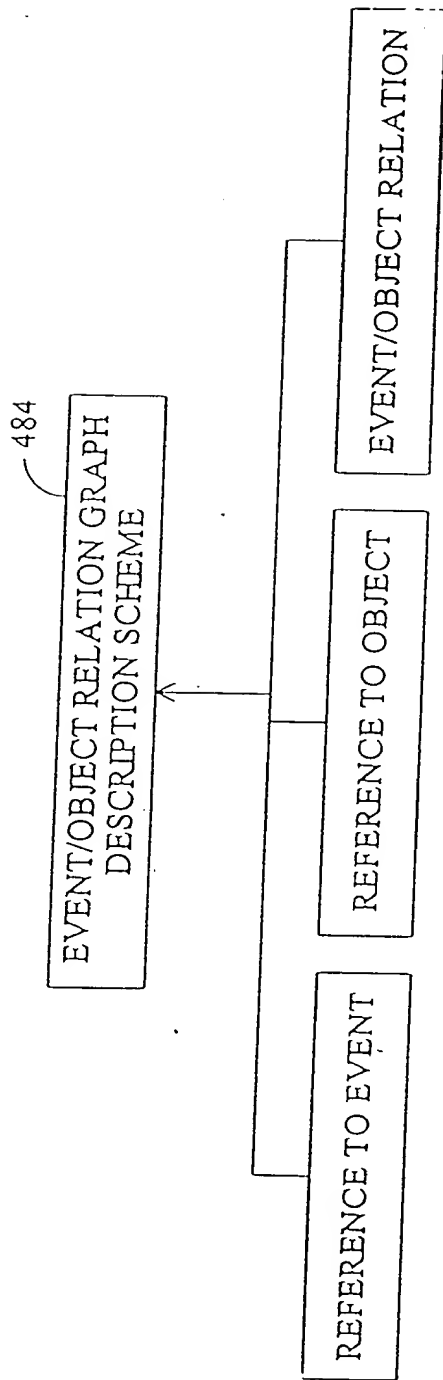 484
EVENT/OBJECT RELATION GRAPH
DESCRIPTION SCHEME
REFERENCE TO EVENT
REFERENCE TO OBJECT
EVENT/OBJECT RELATION